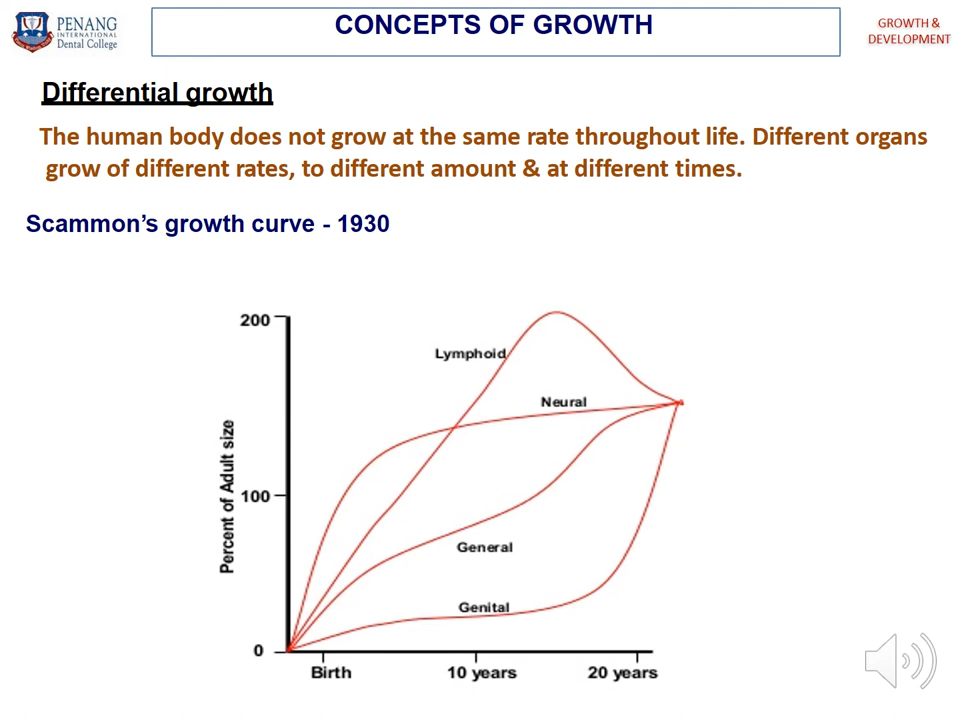 PENANG
INTERNATIONAL
Dental College
CONCEPTS OF GROWTH
GROWTH &
DEVELOPMENT
Differential growth
The human body does not grow at the same rate throughout life. Different organs
grow of different rates, to different amount & at different times.
Scammon's growth curve - 1930
200
Lymphoid
Neural
Percent of Adult size
100
General
Genital
0
Birth
10 years
20 years